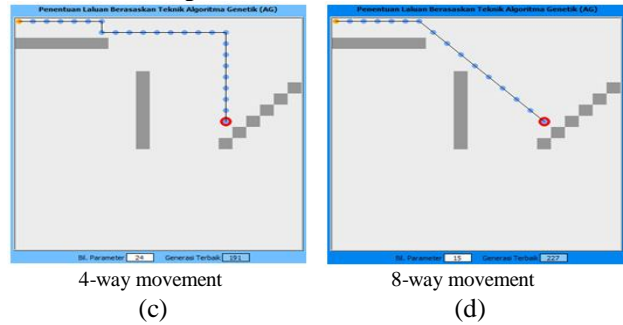 Penentuan Laluan Berasaskan Teknik Algoritma Genetik (AG)
Penentuan Laluan Berasaskan Teknik Algoritma Genetik (AG)
Bil. Parameter 24 Generasi Terbaik 191
Bil. Parameter 15 Generasi Terbaik 227
4-way movement
8-way movement
(c)
(d)